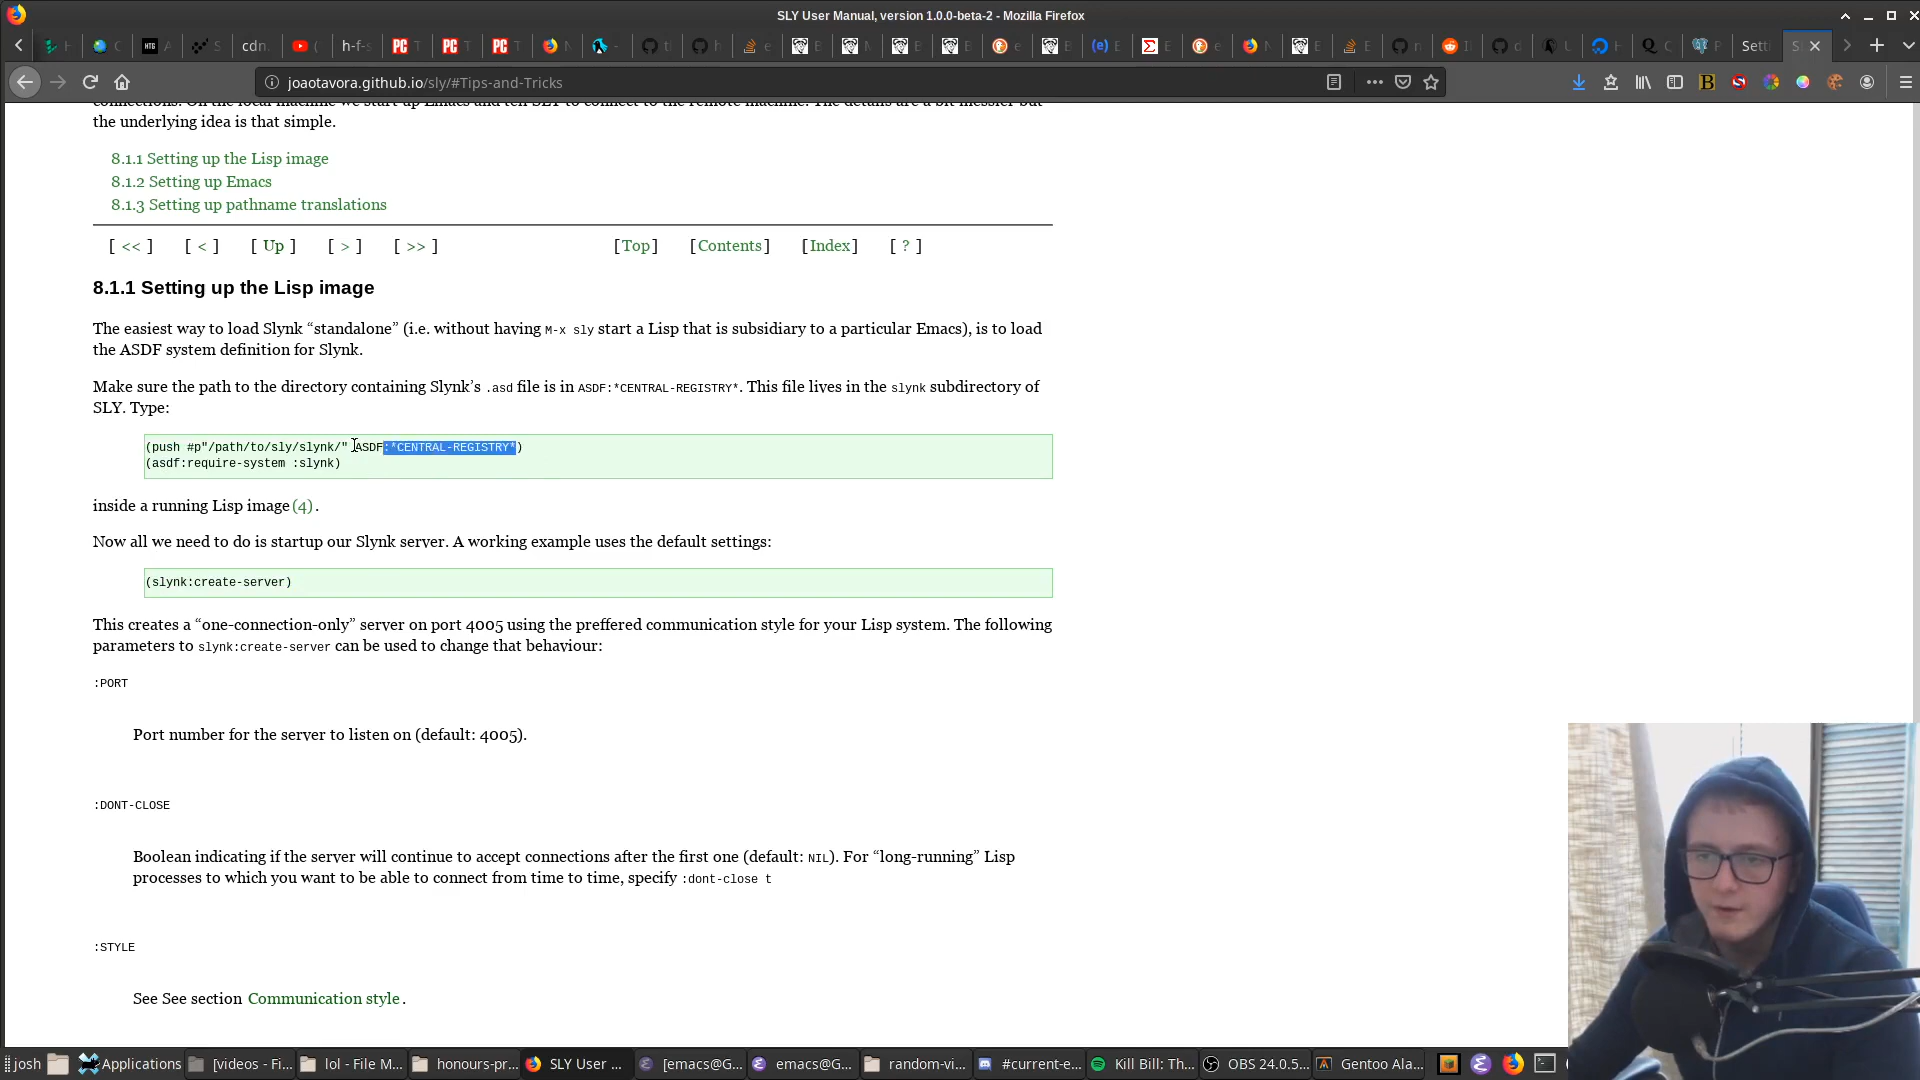 SLY User Manual, version 1.0.0-beta-2 - Mozilla Firefox
cdn
h-f-s
Setti
joaotavora.github.io/sly/#Tips-and-Tricks
the underlying idea is that simple.
8.1.1 Setting up the Lisp image
8.1.2 Setting up Emacs
8.1.3 Setting up pathname translations
[ << ] [ < ] [ Up ] [ > ] [ >> ] [Top] [Contents] [Index] [ ? ]
8.1.1 Setting up the Lisp image
The easiest way to load Slynk “standalone” (i.e. without having M-x sly start a Lisp that is subsidiary to a particular Emacs), is to load
the ASDF system definition for Slynk.
Make sure the path to the directory containing Slynk’s .asd file is in ASDF:*CENTRAL-REGISTRY*. This file lives in the slynk subdirectory of
SLY. Type:
(push #p"/path/to/sly/slynk/" ASDF:*CENTRAL-REGISTRY*)
(asdf:require-system :slynk)
inside a running Lisp image(4).
Now all we need to do is startup our Slynk server. A working example uses the default settings:
(slynk:create-server)
This creates a “one-connection-only” server on port 4005 using the preffered communication style for your Lisp system. The following
parameters to slynk:create-server can be used to change that behaviour:
:PORT
Port number for the server to listen on (default: 4005).
:DONT-CLOSE
Boolean indicating if the server will continue to accept connections after the first one (default: NIL). For “long-running” Lisp
processes to which you want to be able to connect from time to time, specify :dont-close t
:STYLE
See See section Communication style.
josh Applications [videos - Fi... lol - File M... honours-pr... SLY User ... [emacs@G... emacs@G... random-vi... #current-e... Kill Bill: Th... OBS 24.0.5... Gentoo Ala...